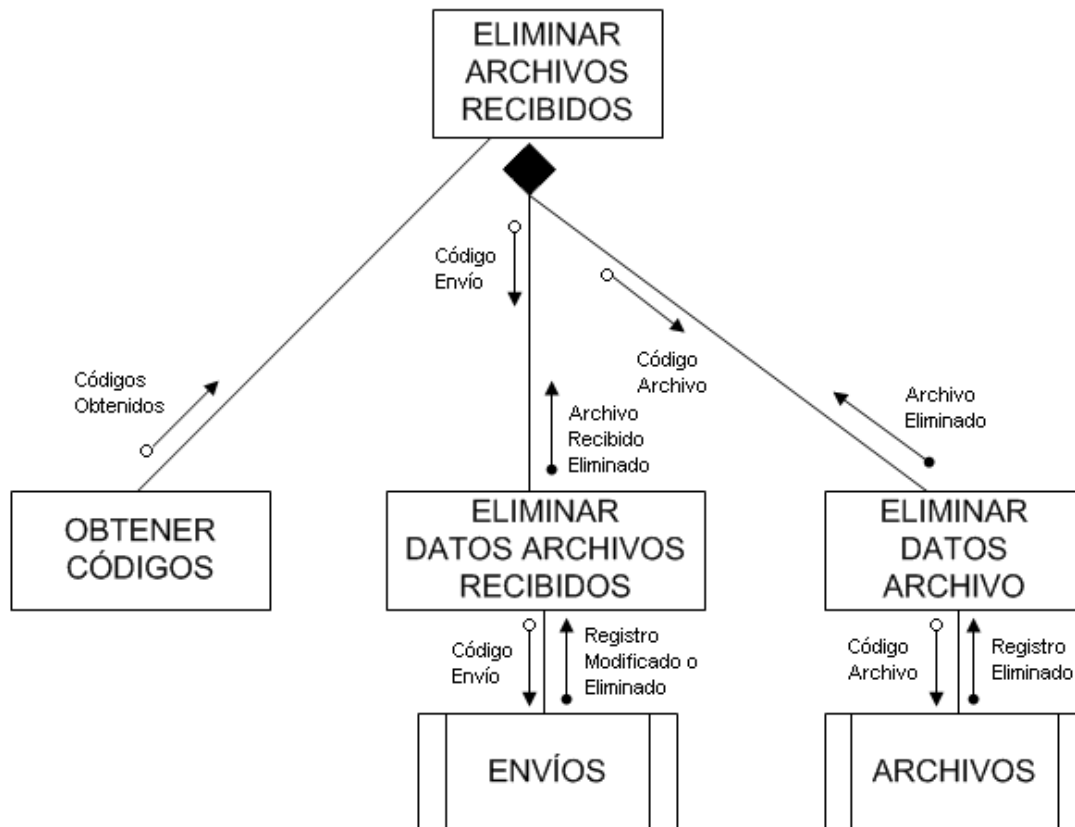 ELIMINAR
ARCHIVOS
RECIBIDOS
Código
Envío
Código
Archivo
Códigos
Obtenidos
Archivo
Recibido
Eliminado
Archivo
Eliminado
OBTENER
CÓDIGOS
ELIMINAR
DATOS ARCHIVOS
RECIBIDOS
ELIMINAR
DATOS
ARCHIVO
Código
Envío
Registro
Modificado o
Eliminado
Código
Archivo
Registro
Eliminado
ENVÍOS
ARCHIVOS